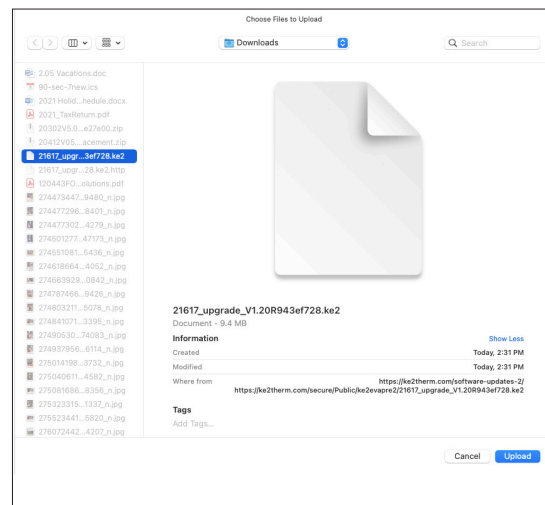 Choose Files to Upload
Downloads
Search
2.05 Vacations.doc
90-sec-7new.ics
2021 Holid...hedule.docx
2021_TaxReturn.pdf
20302V5.0...e27e00.zip
20412V05....acement.zip
21617_upgr...3ef728.ke2
21617_upgr...28.ke2.http
120443FO...olutions.pdf
274473447...9480_n.jpg
274477296...8401_n.jpg
274477302...4279_n.jpg
274501277...47173_n.jpg
274551081...5436_n.jpg
274618664...4052_n.jpg
274663929...0842_n.jpg
274787466...9426_n.jpg
274803211...5078_n.jpg
274841071...3395_n.jpg
27490530...74083_n.jpg
274937956...6114_n.jpg
275014198...3732_n.jpg
275040611...4582_n.jpg
275081686...8356_n.jpg
275323315...1337_n.jpg
275523441...5820_n.jpg
276072442...4207_n.jpg
21617_upgrade_V1.20R943ef728.ke2
Document - 9.4 MB
Information Show Less
Created Today, 2:31 PM
Modified Today, 2:31 PM
Where from https://ke2therm.com/software-updates-2/
https://ke2therm.com/secure/Public/ke2evapre2/21617_upgrade_V1.20R943ef728.ke2
Tags
Add Tags...
Cancel Upload